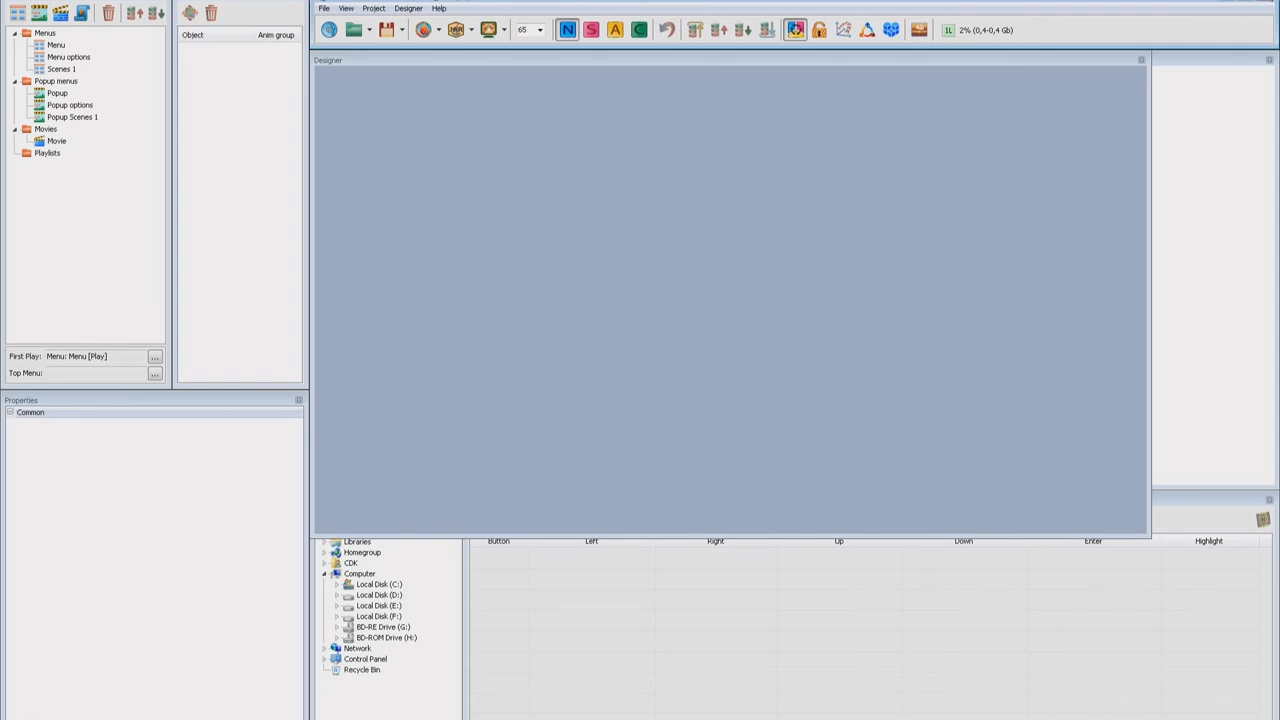 File View Project Designer Help
65
N S A C
1L 2% (0,4-0,4 Gb)
Menus
Menu
Menu options
Scenes 1
Popup menus
Popup
Popup options
Popup Scenes 1
Movies
Movie
Playlists
Object Anim group
Designer
First Play: Menu: Menu [Play] ...
Top Menu: ...
Properties
Common
Libraries
Homegroup
CDK
Computer
Local Disk (C:)
Local Disk (D:)
Local Disk (E:)
Local Disk (F:)
BD-RE Drive (G:)
BD-ROM Drive (H:)
Network
Control Panel
Recycle Bin
Button Left Right Up Down Enter Highlight